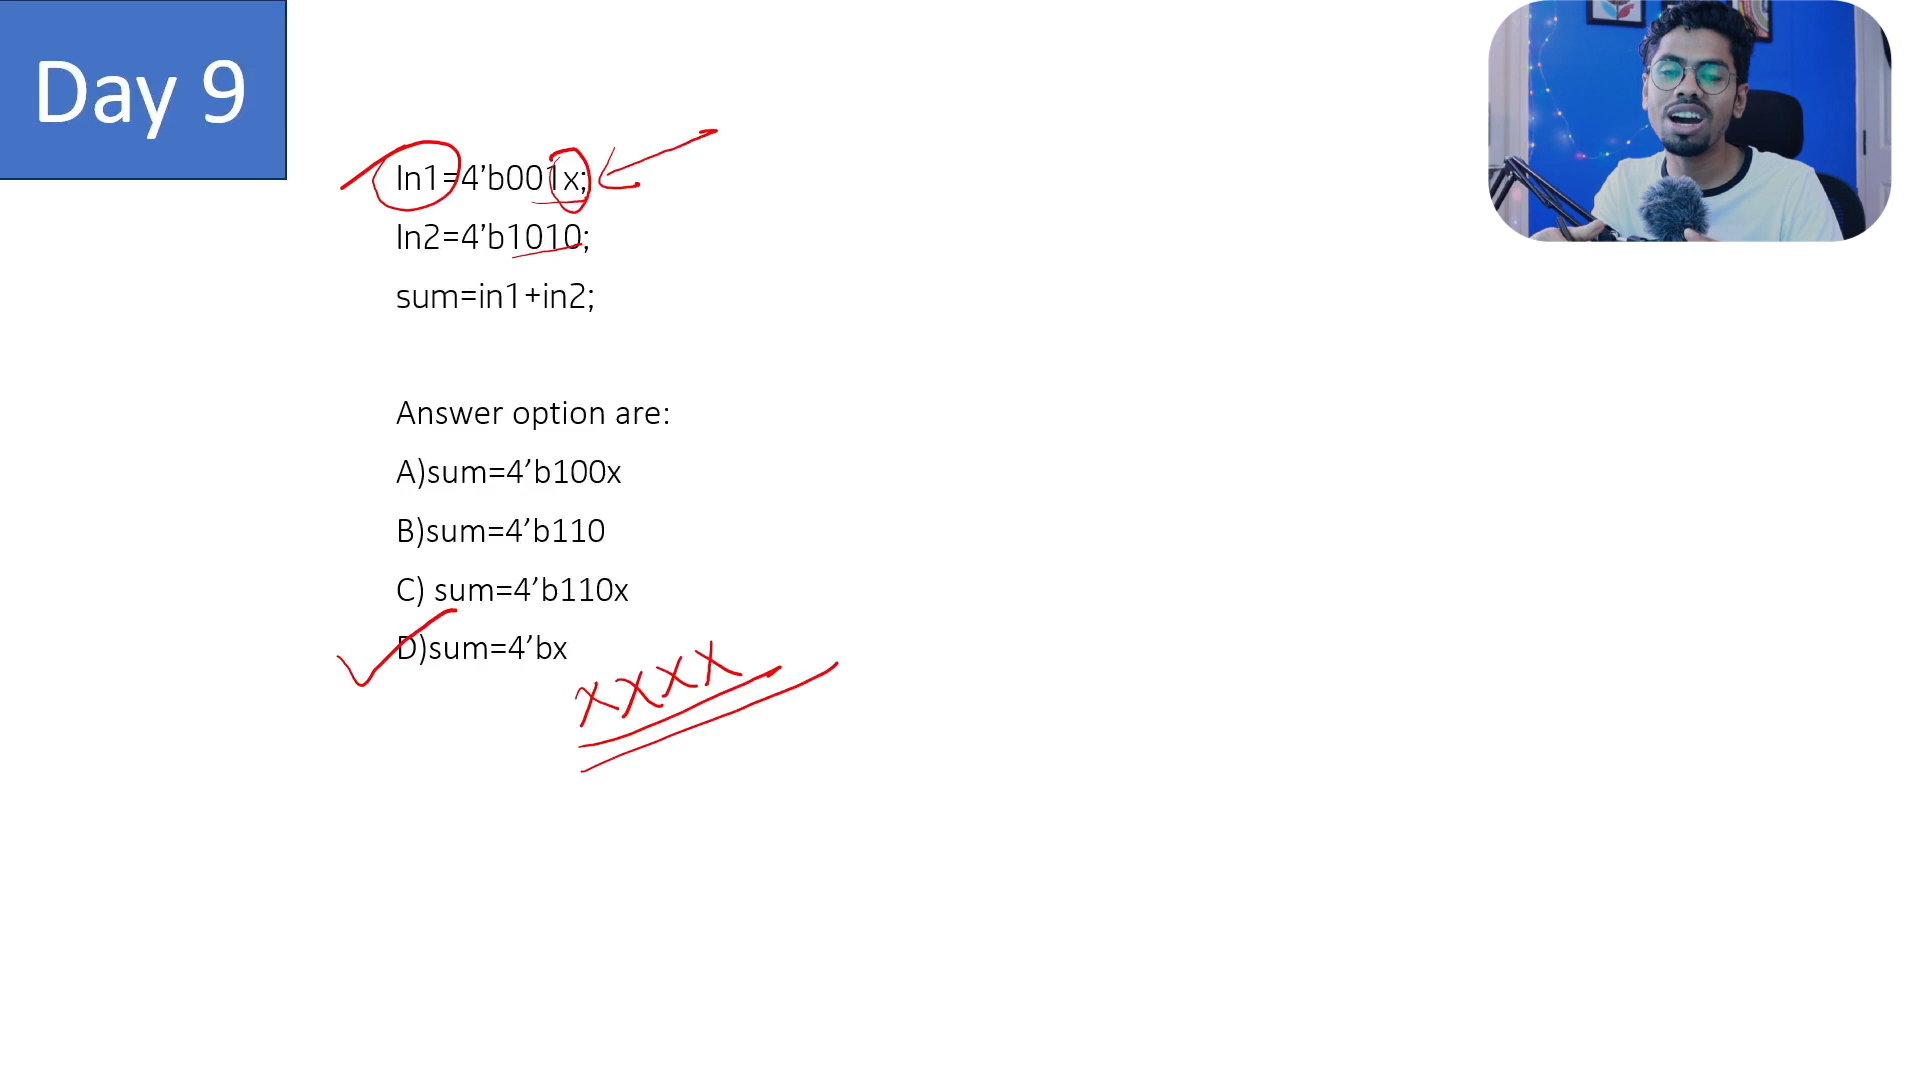 Day 9
In1=4’b001x;
In2=4’b1010;
sum=in1+in2;
Answer option are:
A)sum=4’b100x
B)sum=4’b110
C) sum=4’b110x
D)sum=4’bx
xxxx